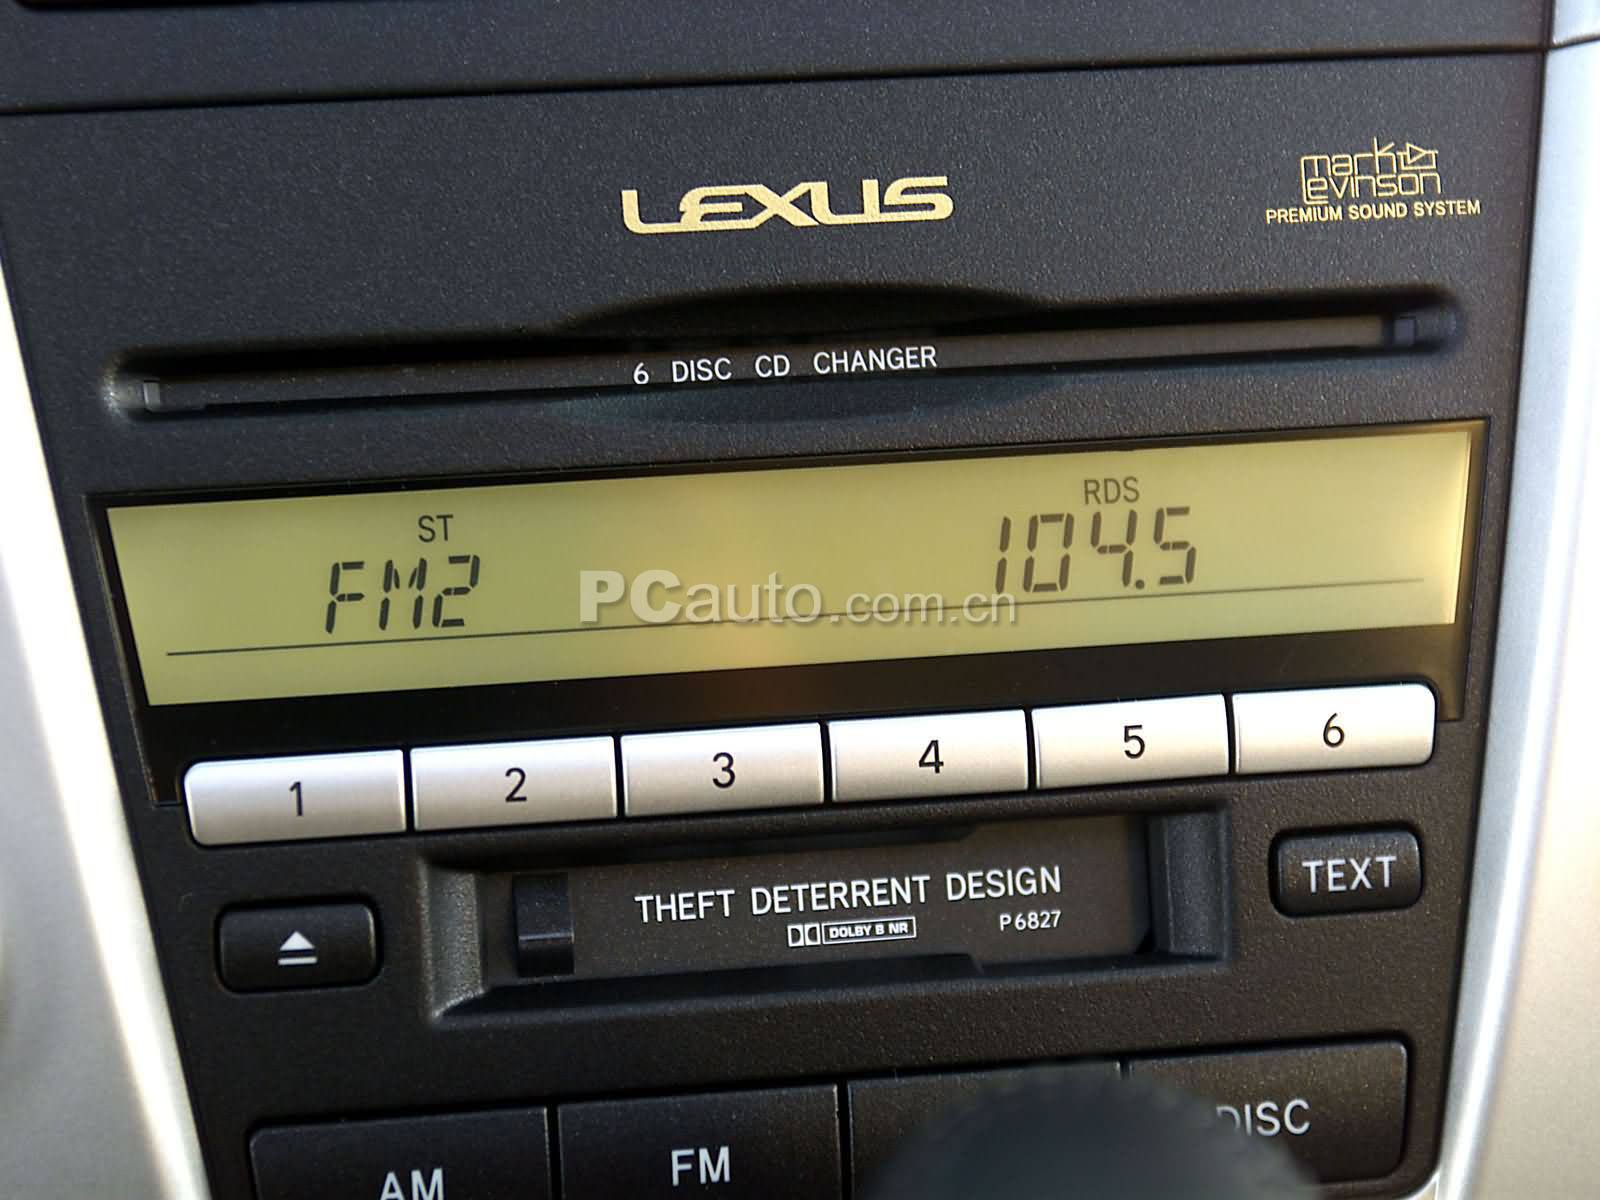 LEXUS
mark
levinson
PREMIUM SOUND SYSTEM
6 DISC CD CHANGER
ST
RDS
FM2
104.5
PCauto.com.cn
1 2 3 4 5 6
THEFT DETERRENT DESIGN
DOLBY B NR
P6827
TEXT
AM
FM
DISC